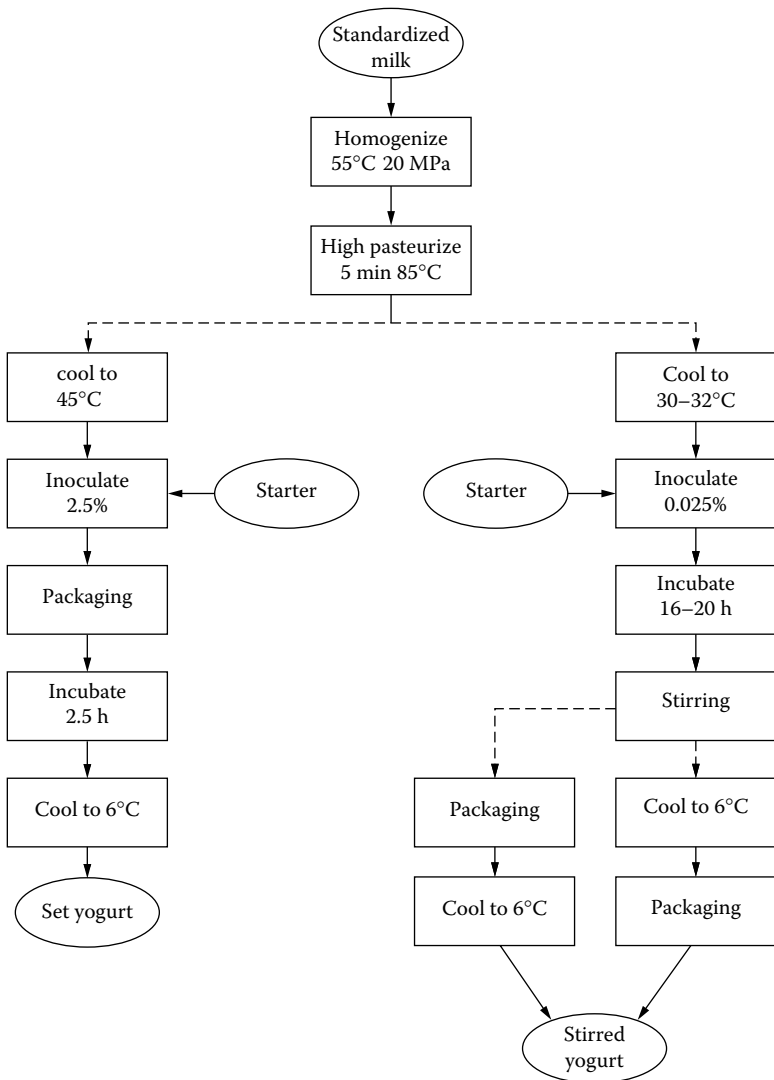 Standardized
milk
Homogenize
55°C 20 MPa
High pasteurize
5 min 85°C
cool to
45°C
Cool to
30–32°C
Inoculate
2.5%
Starter
Starter
Inoculate
0.025%
Packaging
Incubate
16–20 h
Incubate
2.5 h
Stirring
Cool to 6°C
Packaging
Cool to 6°C
Set yogurt
Cool to 6°C
Packaging
Stirred
yogurt